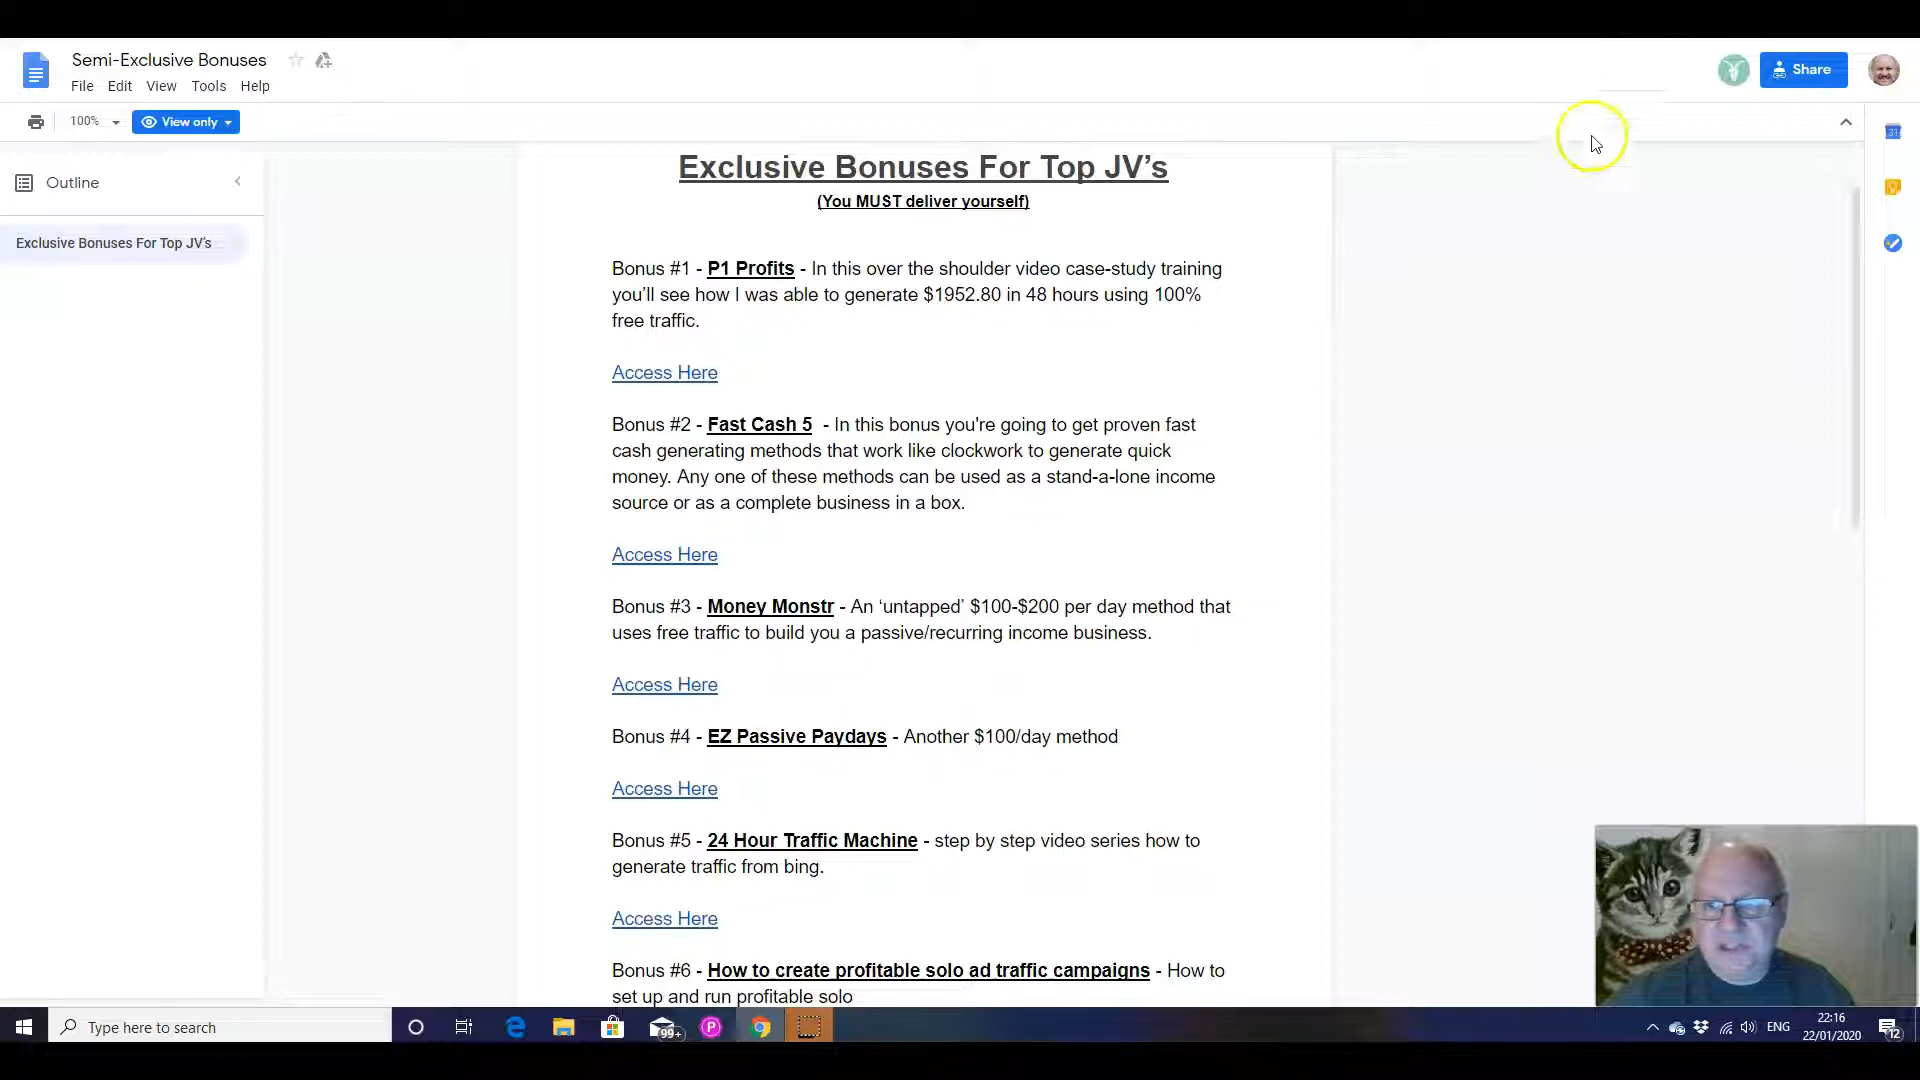 Semi-Exclusive Bonuses
File Edit View Tools Help
Share
100%
View only
31
Outline
Exclusive Bonuses For Top JV's
Exclusive Bonuses For Top JV’s
(You MUST deliver yourself)
Bonus #1 - P1 Profits - In this over the shoulder video case-study training
you’ll see how I was able to generate $1952.80 in 48 hours using 100%
free traffic.
Access Here
Bonus #2 - Fast Cash 5 - In this bonus you're going to get proven fast
cash generating methods that work like clockwork to generate quick
money. Any one of these methods can be used as a stand-a-lone income
source or as a complete business in a box.
Access Here
Bonus #3 - Money Monstr - An ‘untapped’ $100-$200 per day method that
uses free traffic to build you a passive/recurring income business.
Access Here
Bonus #4 - EZ Passive Paydays - Another $100/day method
Access Here
Bonus #5 - 24 Hour Traffic Machine - step by step video series how to
generate traffic from bing.
Access Here
Bonus #6 - How to create profitable solo ad traffic campaigns - How to
set up and run profitable solo
Type here to search
99+
P
ENG
22:16
22/01/2020
12